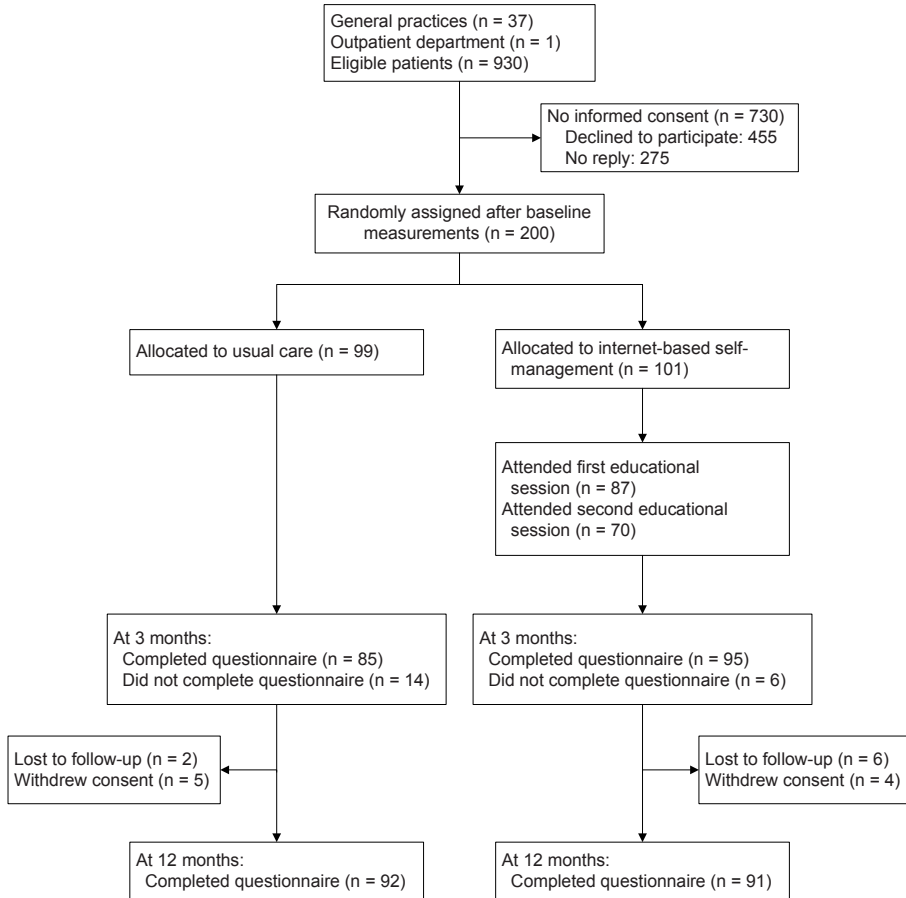 General practices (n = 37)
Outpatient department (n = 1)
Eligible patients (n = 930)
No informed consent (n = 730)
Declined to participate: 455
No reply: 275
Randomly assigned after baseline
measurements (n = 200)
Allocated to usual care (n = 99)
Allocated to internet-based self-
management (n = 101)
Attended first educational
session (n = 87)
Attended second educational
session (n = 70)
At 3 months:
Completed questionnaire (n = 85)
Did not complete questionnaire (n = 14)
At 3 months:
Completed questionnaire (n = 95)
Did not complete questionnaire (n = 6)
Lost to follow-up (n = 2)
Withdrew consent (n = 5)
Lost to follow-up (n = 6)
Withdrew consent (n = 4)
At 12 months:
Completed questionnaire (n = 92)
At 12 months:
Completed questionnaire (n = 91)